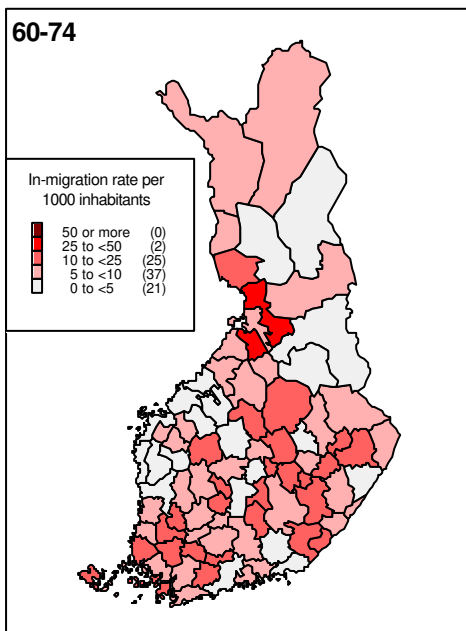 60-74
In-migration rate per
1000 inhabitants
50 or more (0)
25 to <50 (2)
10 to <25 (25)
5 to <10 (37)
0 to <5 (21)